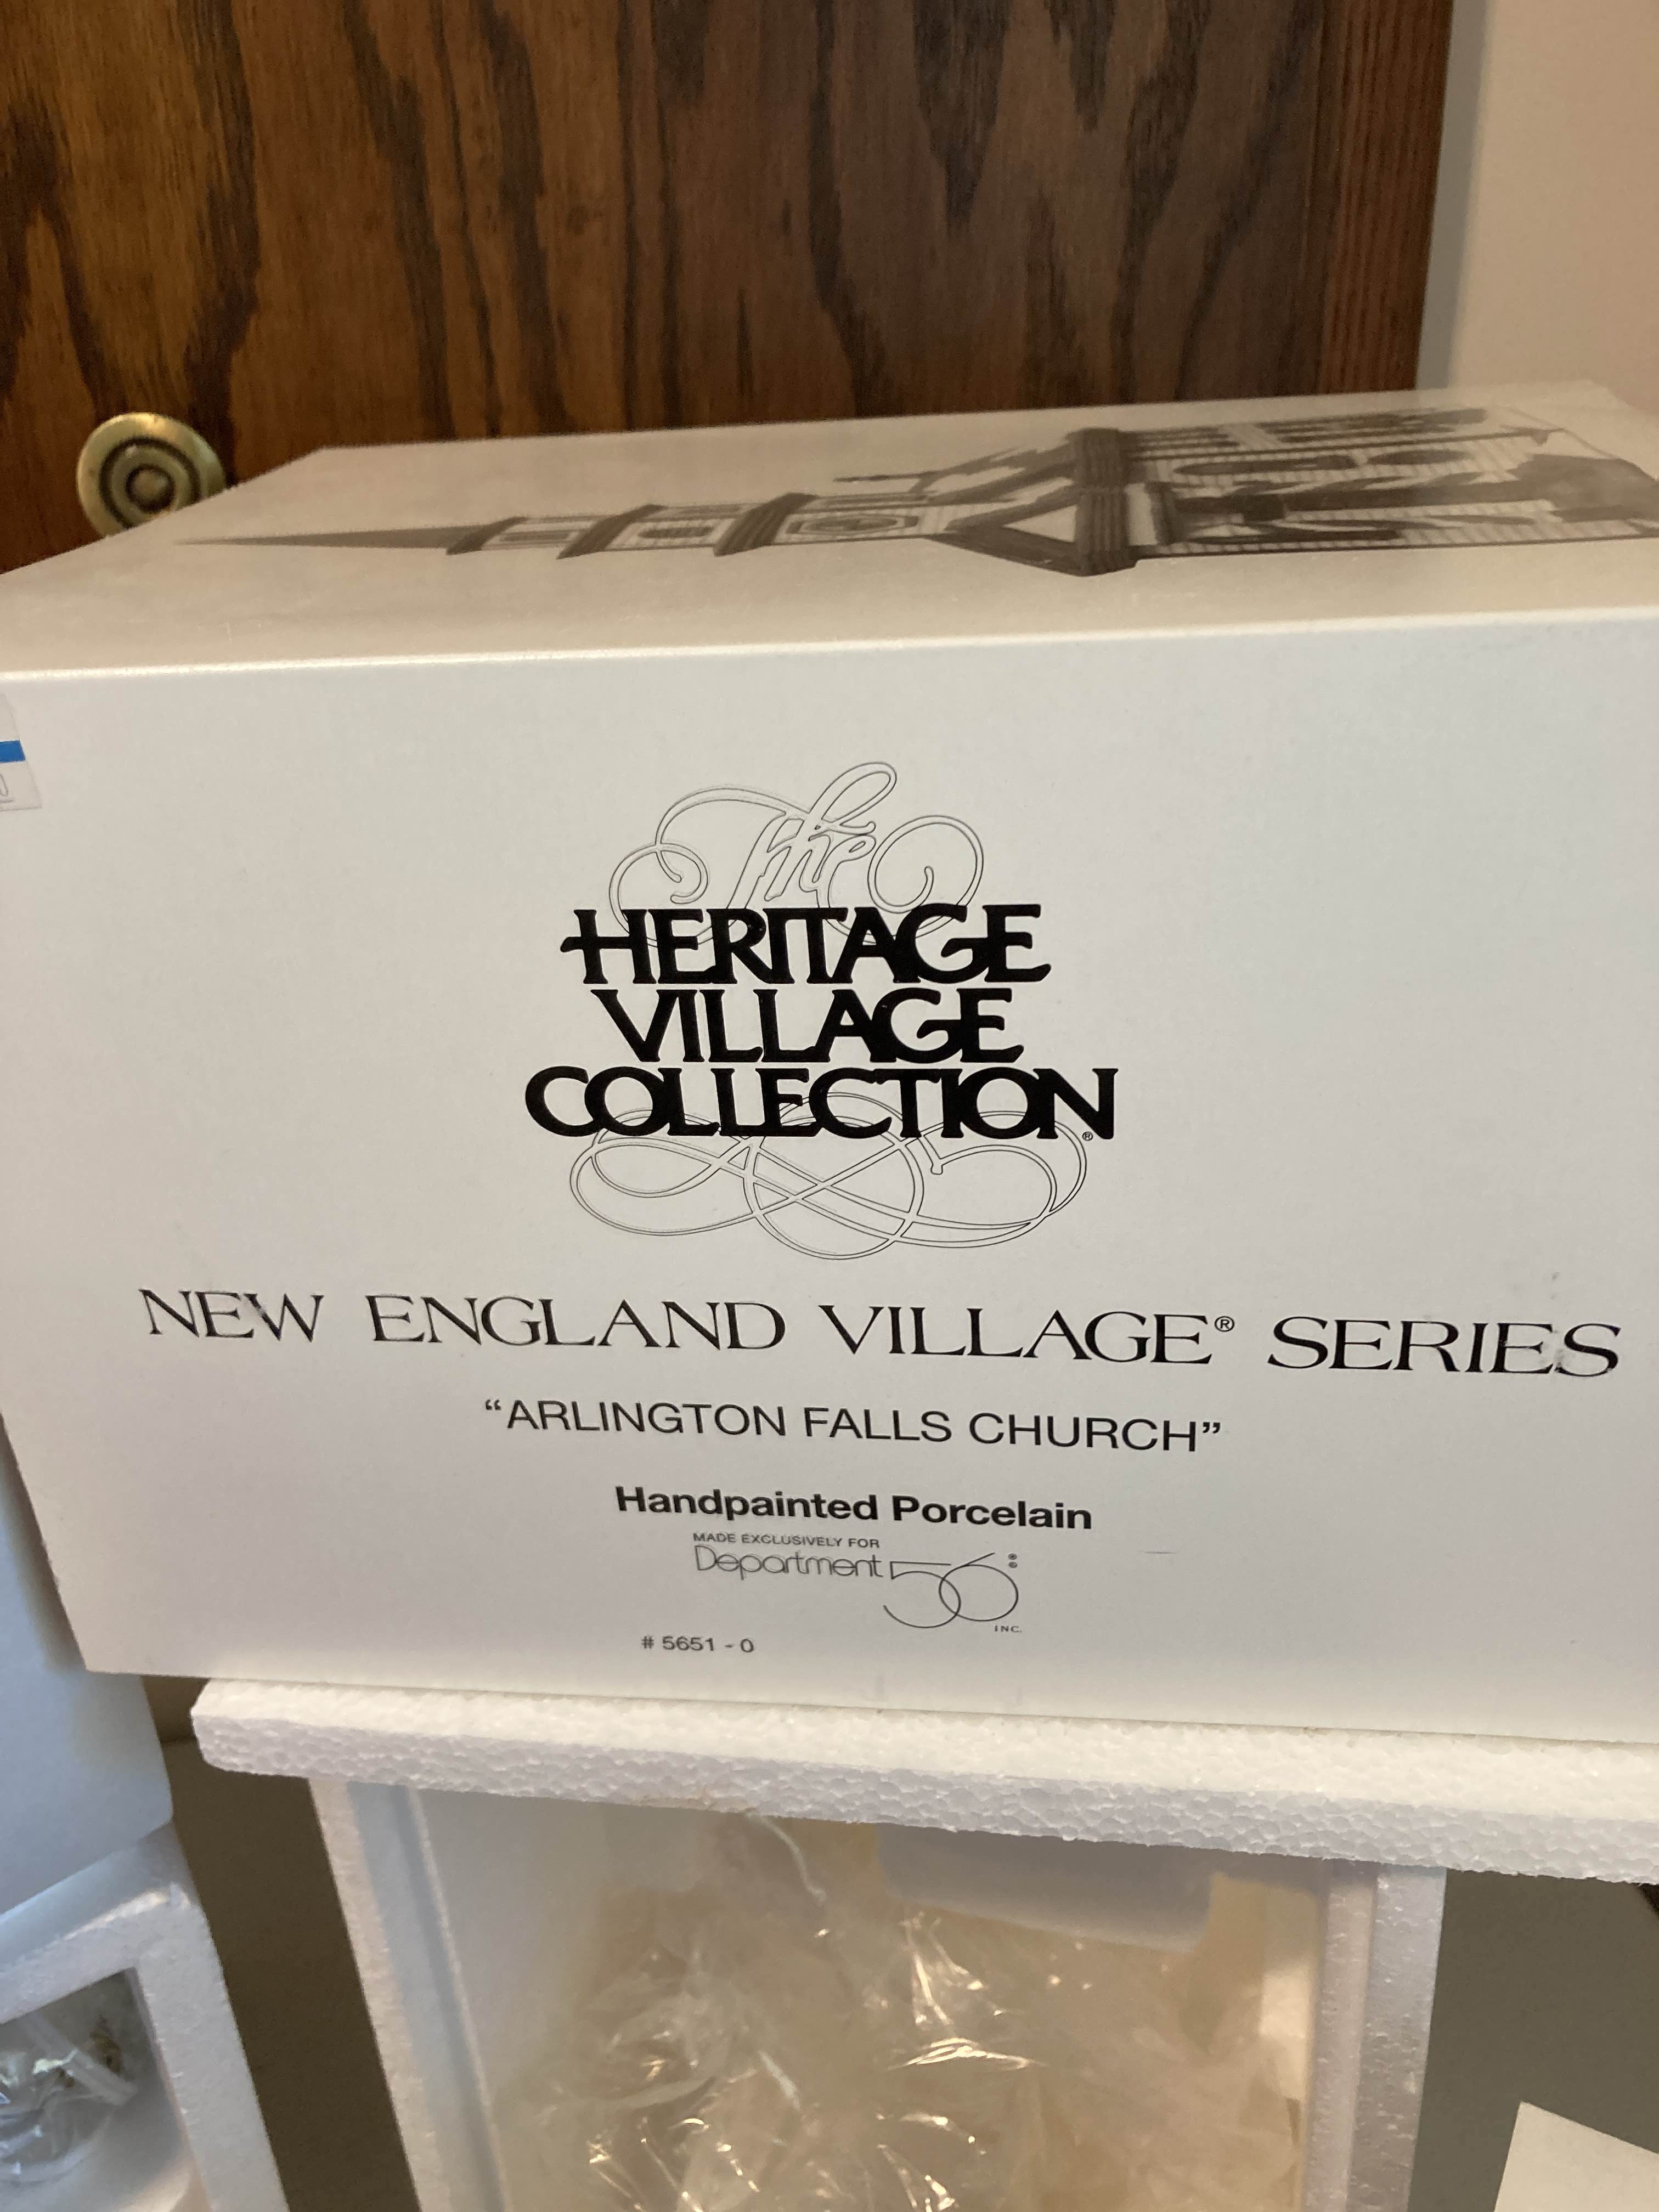 The
HERITAGE
VILLAGE
COLLECTION®
NEW ENGLAND VILLAGE® SERIES
“ARLINGTON FALLS CHURCH”
Handpainted Porcelain
MADE EXCLUSIVELY FOR
Department 56®
INC.
# 5651 - 0